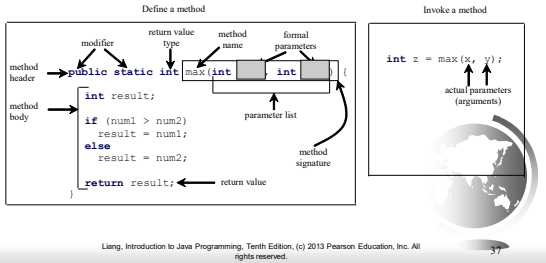 Define a method
Invoke a method
return value
type
method
name
formal
parameters
modifier
method
header
public static int max(int , int ) {
method
body
int result;
parameter list
if (num1 > num2)
result = num1;
else
result = num2;
method
signature
return result;
return value
}
int z = max(x, y);
actual parameters
(arguments)
Liang, Introduction to Java Programming, Tenth Edition, (c) 2013 Pearson Education, Inc. All
rights reserved.
37